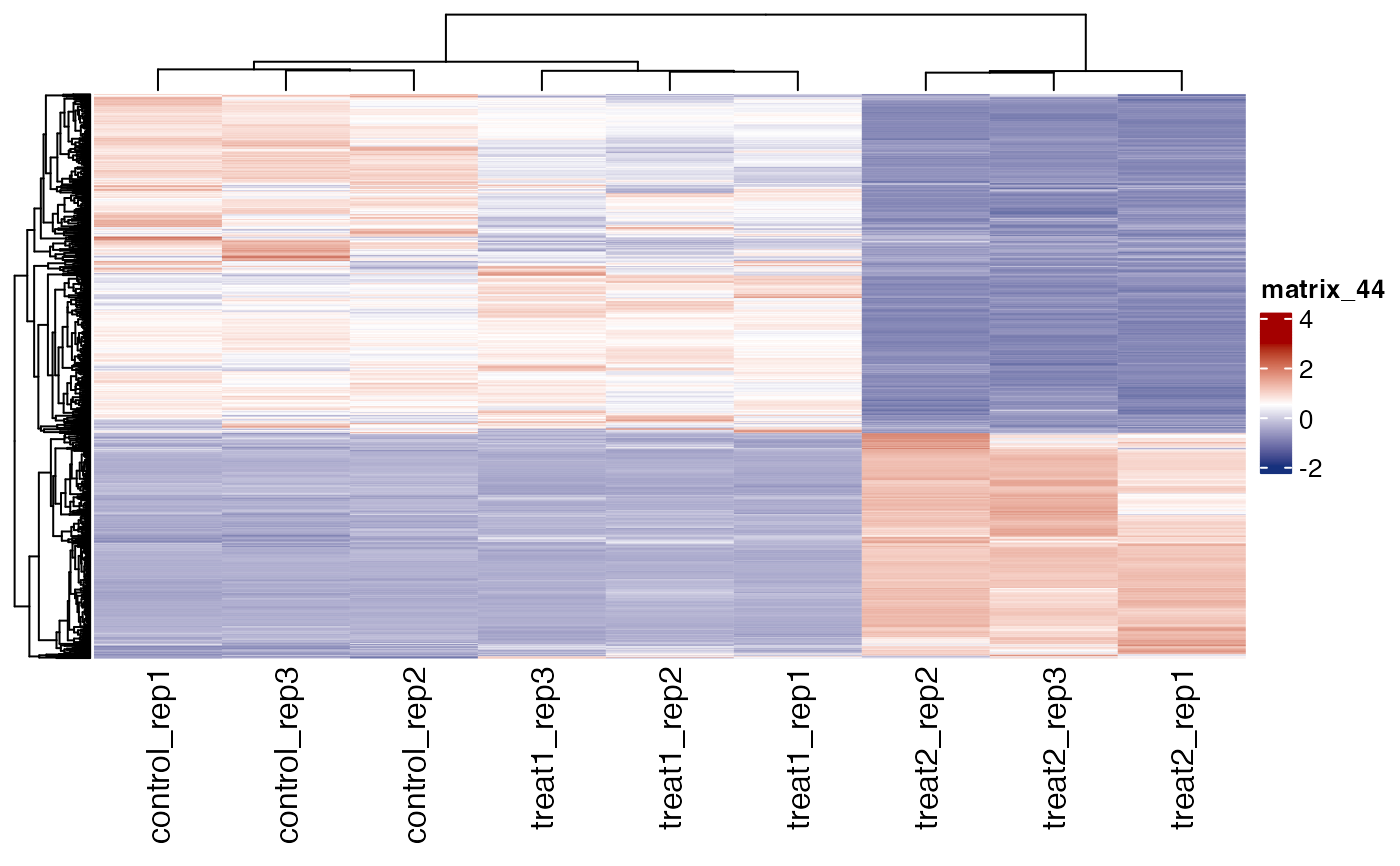 matrix_44
4
2
0
-2
control_rep1
control_rep3
control_rep2
treat1_rep3
treat1_rep2
treat1_rep1
treat2_rep2
treat2_rep3
treat2_rep1